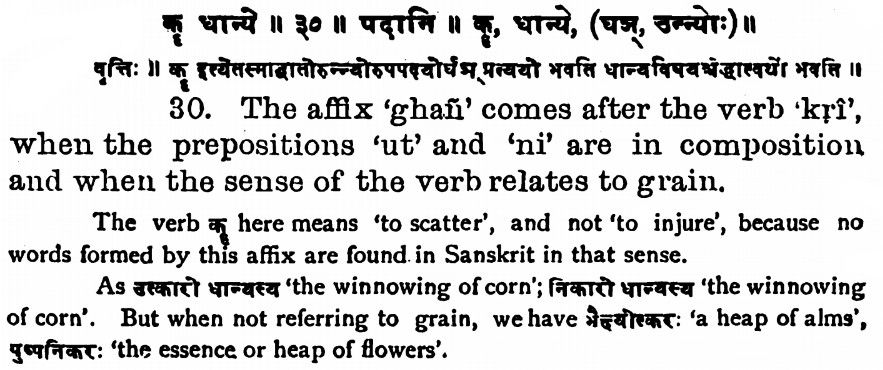 कॄ धान्ये ॥ ३० ॥ पदानि ॥ कॄ, धान्ये, (घञ्, उन्न्योः) ॥
वृत्तिः ॥ कॄ इत्येतस्माद्धातोरुन्न्योरुपपदयोर्घञ् प्रत्ययो भवति धान्यविषयश्चेद्धात्वर्थो भवति ॥
30. The affix 'ghañ' comes after the verb 'kṛî',
when the prepositions 'ut' and 'ni' are in composition
and when the sense of the verb relates to grain.
The verb कॄ here means 'to scatter', and not 'to injure', because no
words formed by this affix are found in Sanskrit in that sense.
As उत्कारो धान्यस्य 'the winnowing of corn'; निकारो धान्यस्य 'the winnowing
of corn'. But when not referring to grain, we have भैक्ष्योत्करः 'a heap of alms',
पुष्पनिकरः 'the essence or heap of flowers'.